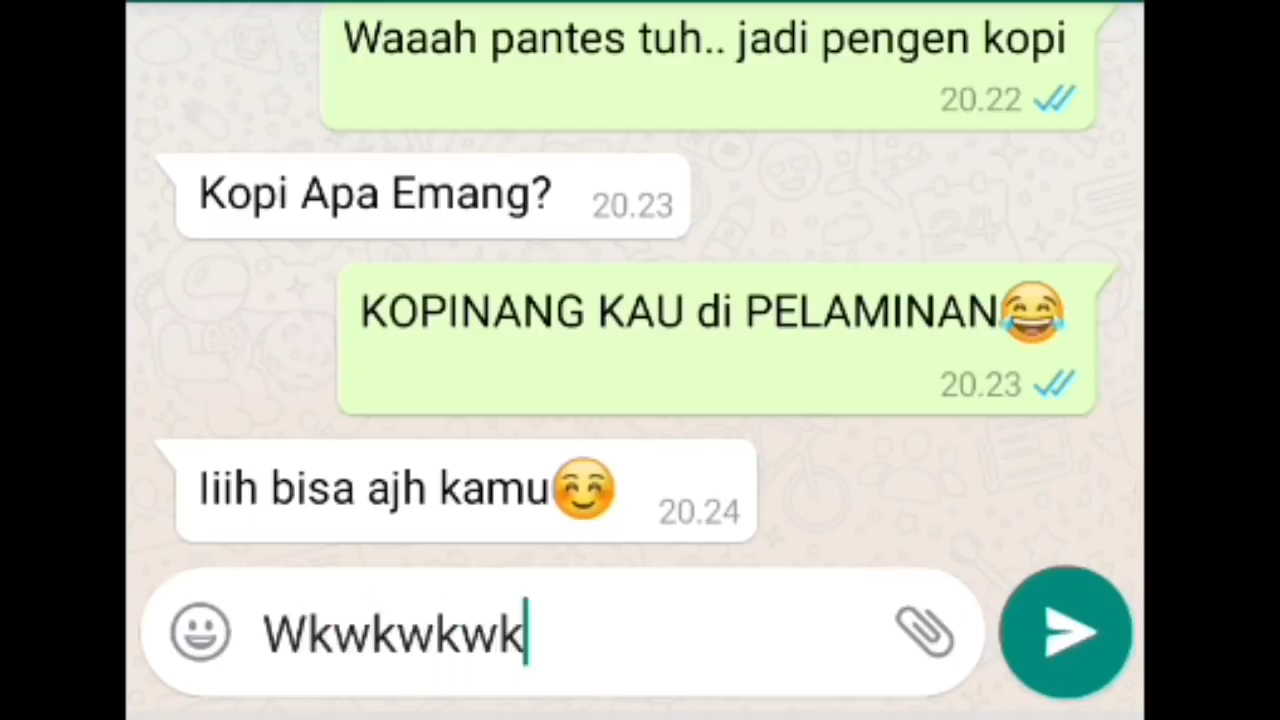 Waaah pantes tuh.. jadi pengen kopi
20.22
Kopi Apa Emang? 20.23
KOPINANG KAU di PELAMINAN😂
20.23
Iiih bisa ajh kamu☺️ 20.24
Wkwkwkwk